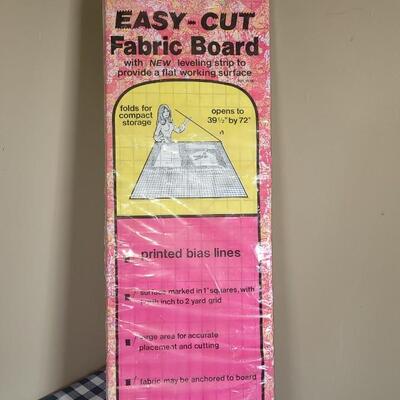 EASY-CUT
Fabric Board
with NEW leveling strip to
provide a flat working surface
folds for
compact
storage
opens to
39½" by 72"
printed bias lines
surface marked in 1" squares, with
inch to 2 yard grid
large area for accurate
placement and cutting
fabric may be anchored to board